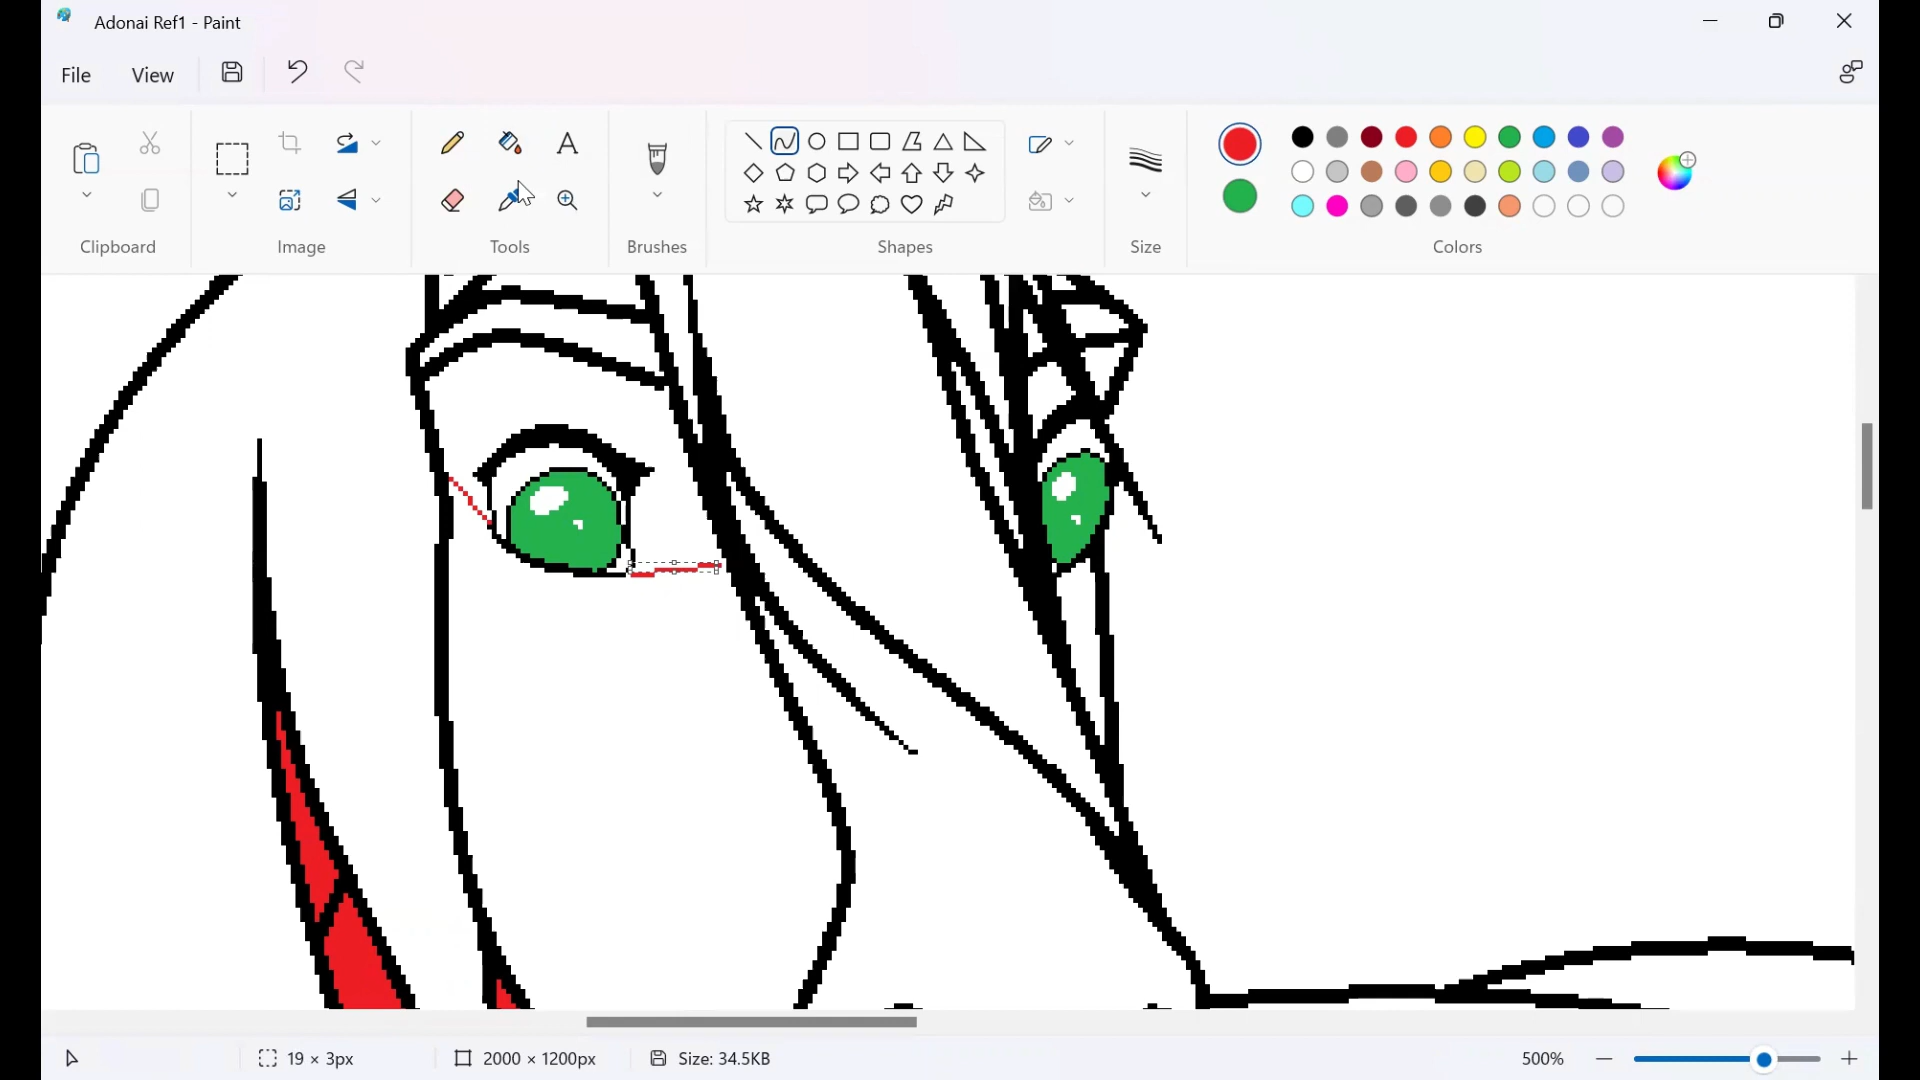 Adonai Ref1 - Paint
File View
Clipboard Image Tools Brushes Shapes Size Colors
19 × 3px 2000 × 1200px Size: 34.5KB 500%